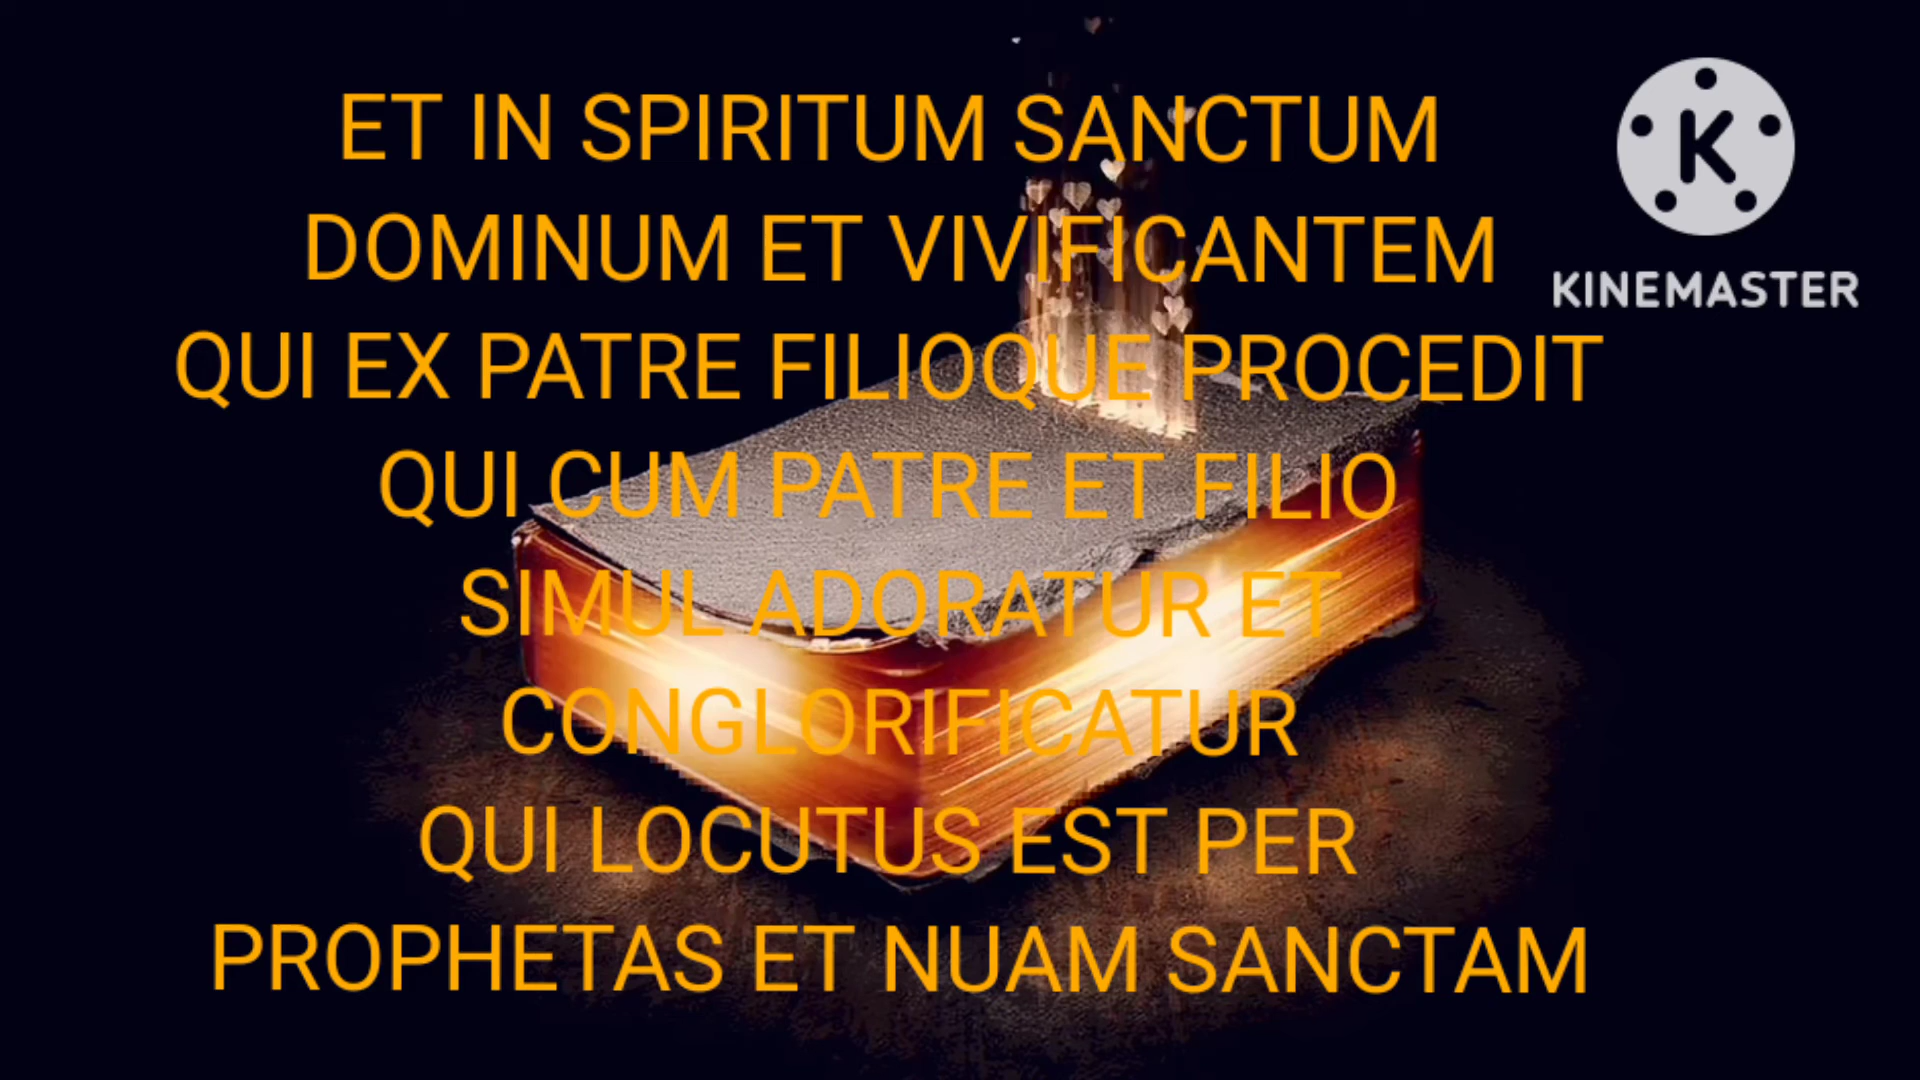 ET IN SPIRITUM SANCTUM
DOMINUM ET VIVIFICANTEM
QUI EX PATRE FILIOQUE PROCEDIT
QUI CUM PATRE ET FILIO
SIMUL ADORATUR ET
CONGLORIFICATUR
QUI LOCUTUS EST PER
PROPHETAS ET NUAM SANCTAM
K
KINEMASTER